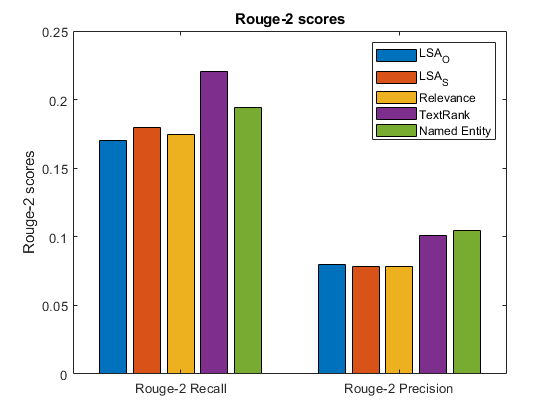 Rouge-2 scores
0.25
0.2
0.15
0.1
0.05
0
Rouge-2 scores
Rouge-2 Recall
Rouge-2 Precision
LSA_O
LSA_S
Relevance
TextRank
Named Entity